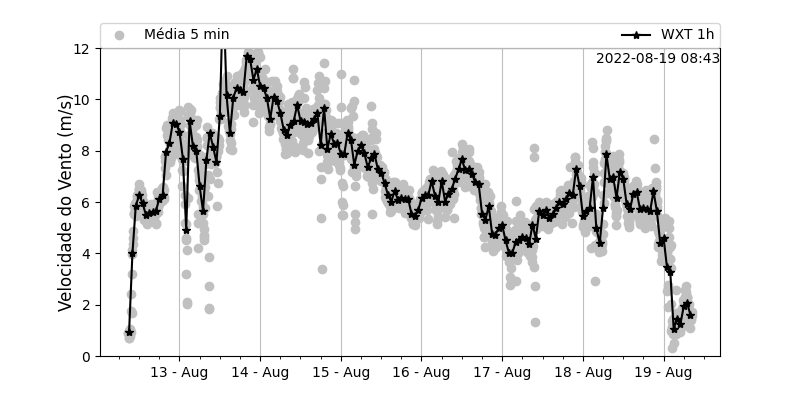 Média 5 min
WXT 1h
2022-08-19 08:43
Velocidade do Vento (m/s)
12
10
8
6
4
2
0
13 - Aug
14 - Aug
15 - Aug
16 - Aug
17 - Aug
18 - Aug
19 - Aug